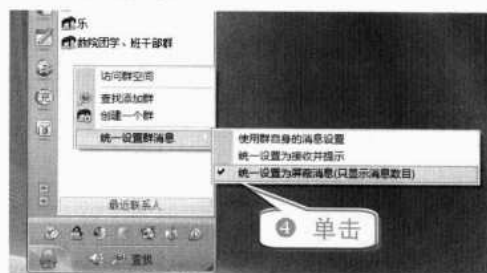 乐
教院团学、班干部群
访问群空间
查找添加群
创建一个群
统一设置群消息
使用群自身的消息设置
统一设置为接收并提示
✓ 统一设置为屏蔽消息(只显示消息数目)
最近联系人
4 单击
查找